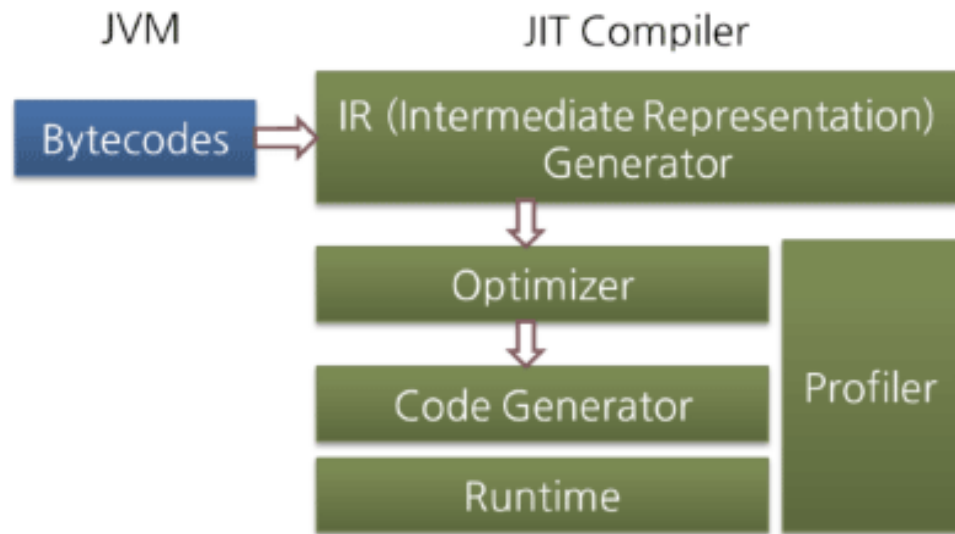 JVM
JIT Compiler
Bytecodes
IR (Intermediate Representation)
Generator
Optimizer
Code Generator
Profiler
Runtime